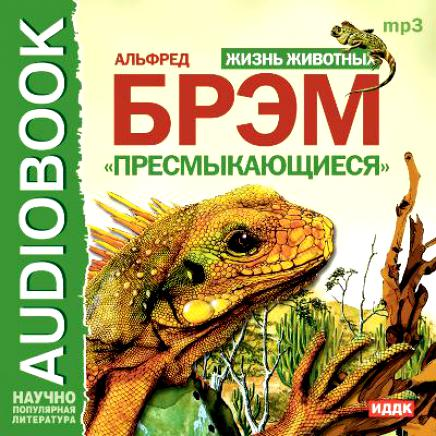 AUDIOBOOK
НАУЧНО
ПОПУЛЯРНАЯ
ЛИТЕРАТУРА
mp3
АЛЬФРЕД
ЖИЗНЬ ЖИВОТНЫХ
БРЭМ
«ПРЕСМЫКАЮЩИЕСЯ»
ИДДК